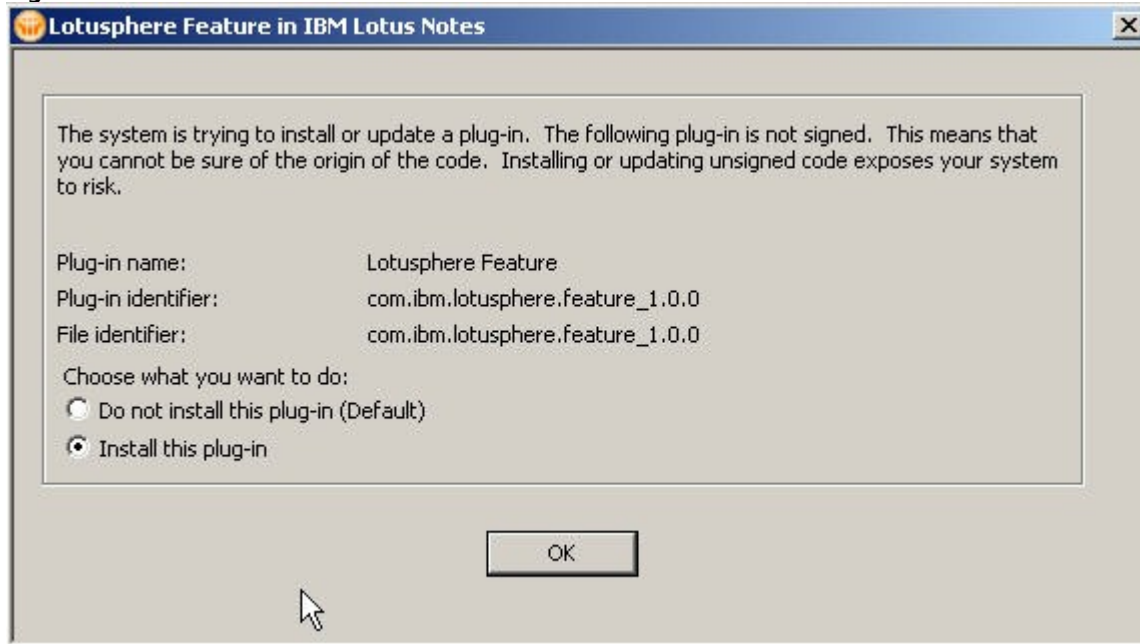 Lotusphere Feature in IBM Lotus Notes
The system is trying to install or update a plug-in. The following plug-in is not signed. This means that
you cannot be sure of the origin of the code. Installing or updating unsigned code exposes your system
to risk.
Plug-in name: Lotusphere Feature
Plug-in identifier: com.ibm.lotusphere.feature_1.0.0
File identifier: com.ibm.lotusphere.feature_1.0.0
Choose what you want to do:
Do not install this plug-in (Default)
Install this plug-in
OK